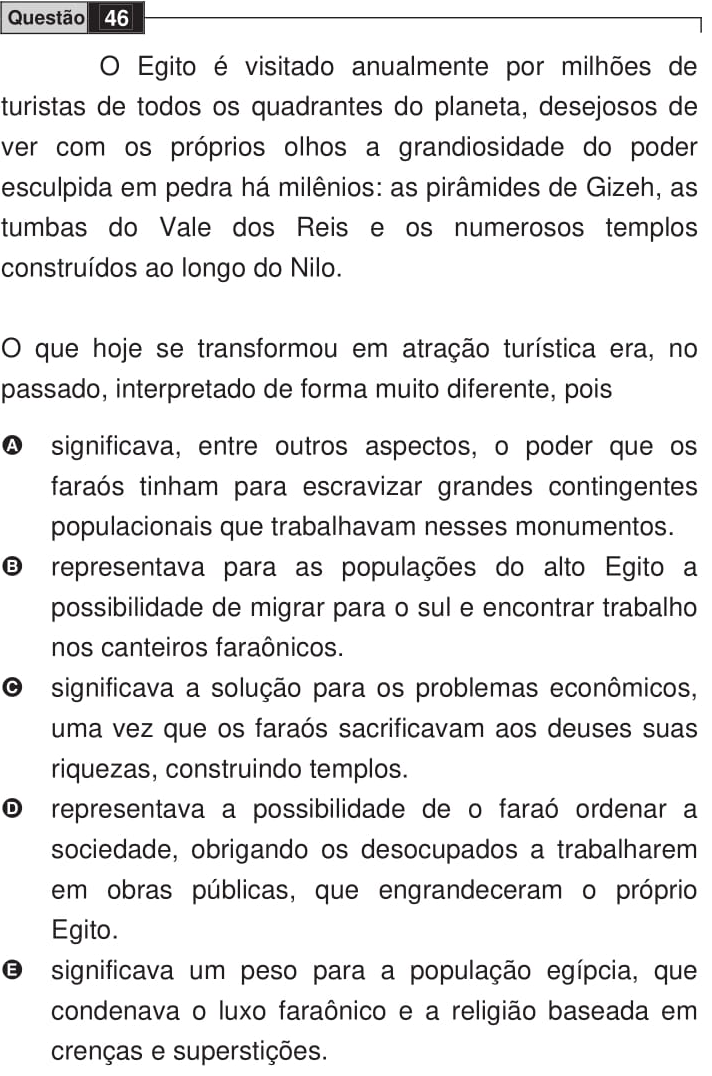 Questão 46
O Egito é visitado anualmente por milhões de
turistas de todos os quadrantes do planeta, desejosos de
ver com os próprios olhos a grandiosidade do poder
esculpida em pedra há milênios: as pirâmides de Gizeh, as
tumbas do Vale dos Reis e os numerosos templos
construídos ao longo do Nilo.
O que hoje se transformou em atração turística era, no
passado, interpretado de forma muito diferente, pois
A significava, entre outros aspectos, o poder que os
faraós tinham para escravizar grandes contingentes
populacionais que trabalhavam nesses monumentos.
B representava para as populações do alto Egito a
possibilidade de migrar para o sul e encontrar trabalho
nos canteiros faraônicos.
C significava a solução para os problemas econômicos,
uma vez que os faraós sacrificavam aos deuses suas
riquezas, construindo templos.
D representava a possibilidade de o faraó ordenar a
sociedade, obrigando os desocupados a trabalharem
em obras públicas, que engrandeceram o próprio
Egito.
E significava um peso para a população egípcia, que
condenava o luxo faraônico e a religião baseada em
crenças e superstições.